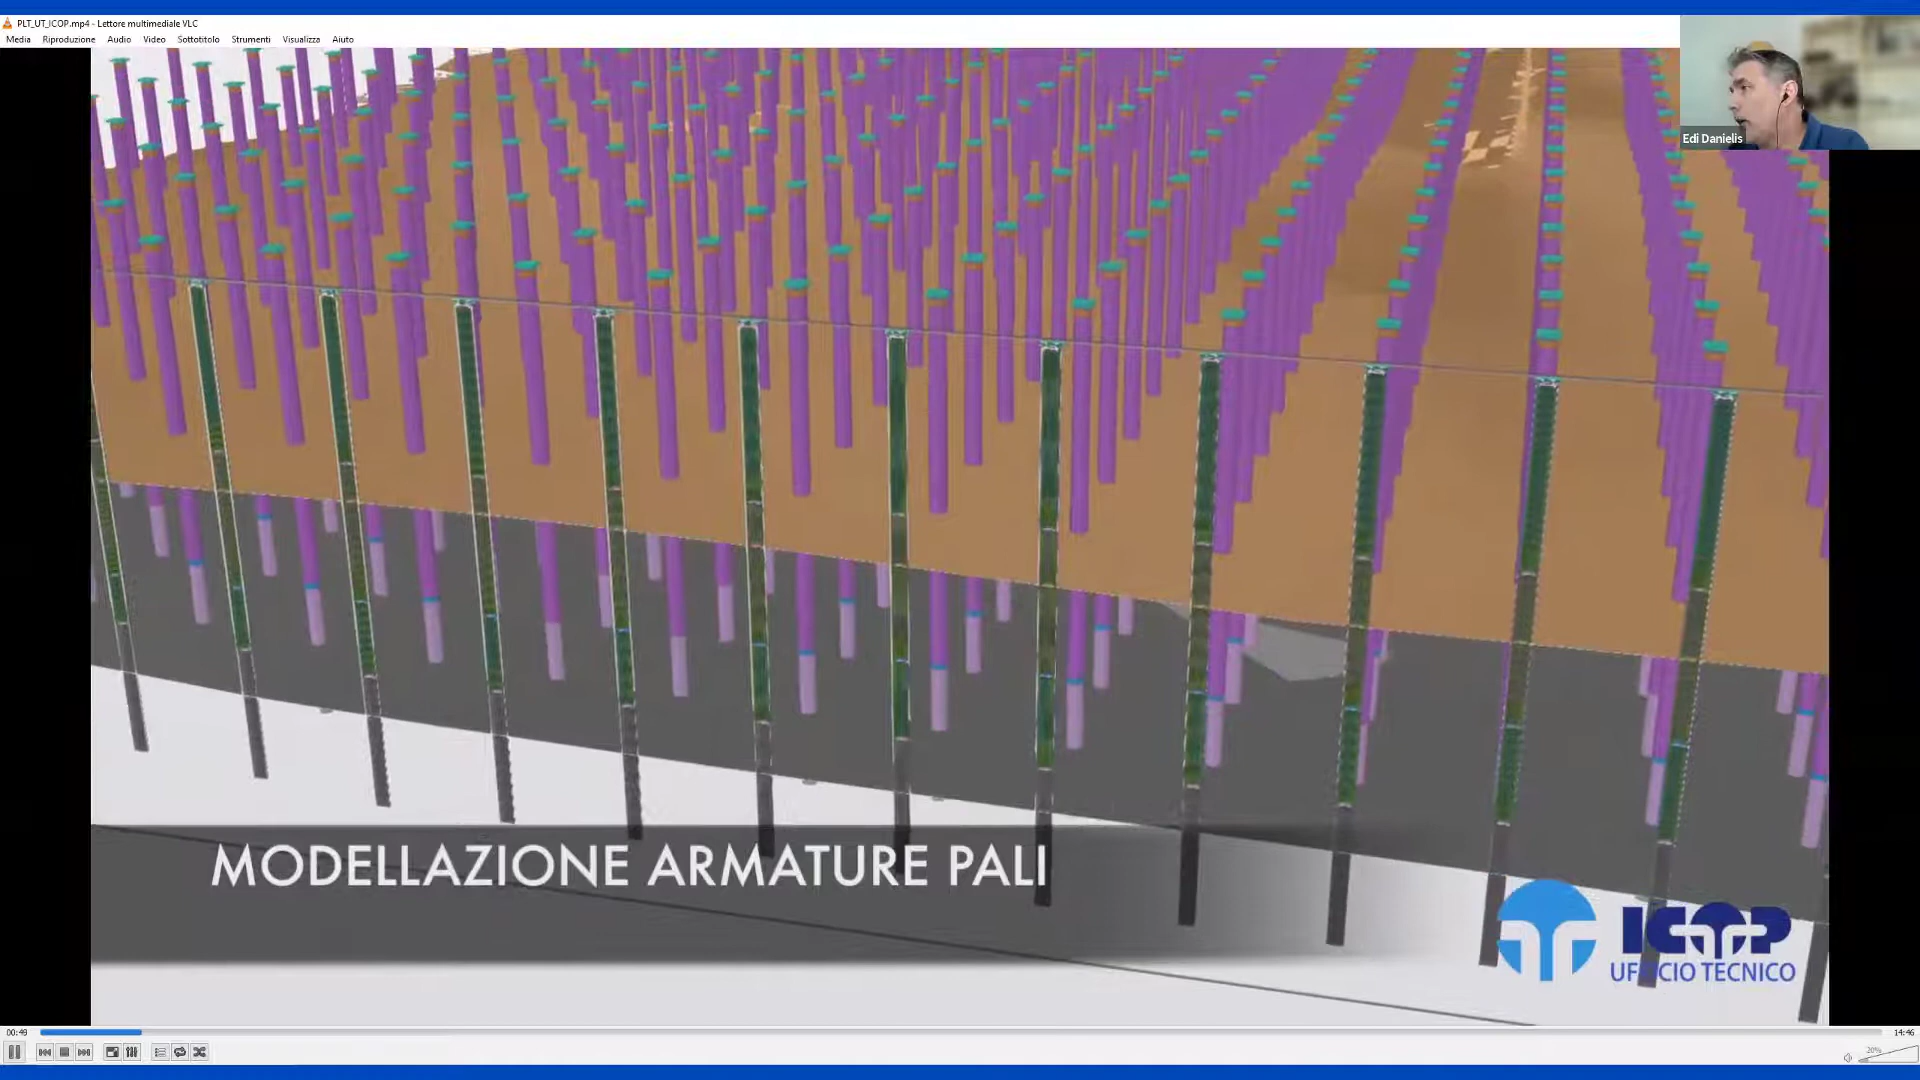 PLT_UT_ICOP.mp4 - Lettore multimediale VLC
Media Riproduzione Audio Video Sottotitolo Strumenti Visualizza Aiuto
Edi Danielis
MODELLAZIONE ARMATURE PALI
ICOP
UFFICIO TECNICO
00:49
14:46
20%